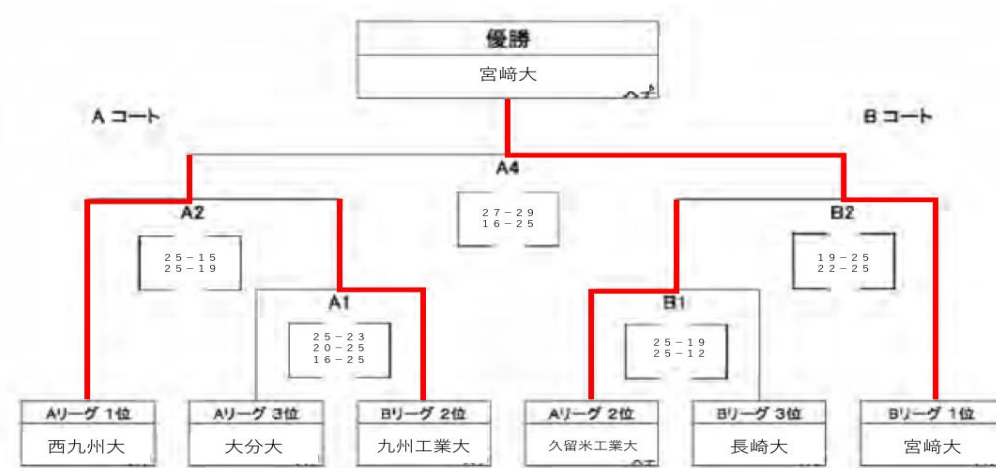 優勝
宮﨑大
A コート
B コート
A4
27-29
16-25
A2
25-15
25-19
B2
19-25
22-25
A1
25-23
20-25
16-25
B1
25-19
25-12
Aリーグ 1位
西九州大
Aリーグ 3位
大分大
Bリーグ 2位
九州工業大
Aリーグ 2位
久留米工業大
Bリーグ 3位
長崎大
Bリーグ 1位
宮﨑大